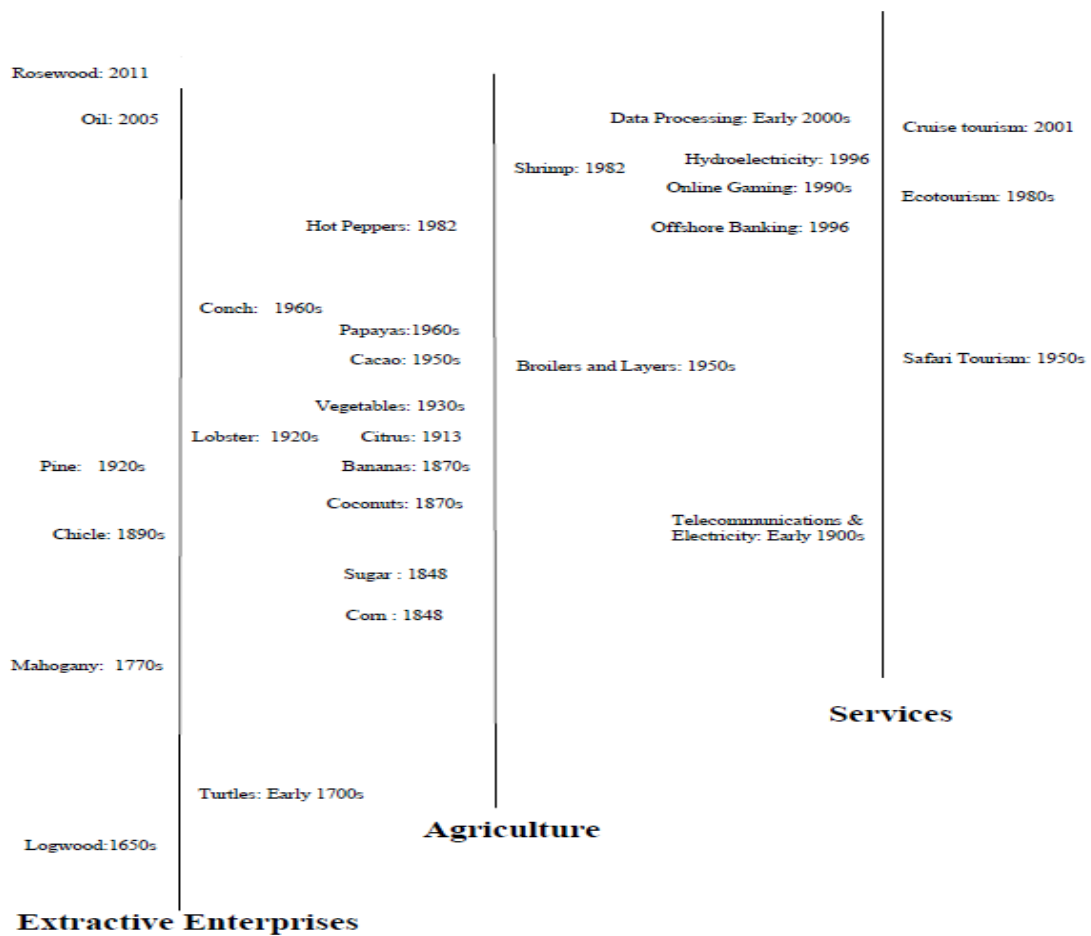 Rosewood: 2011
Oil: 2005
Pine: 1920s
Chicle: 1890s
Mahogany: 1770s
Logwood:1650s
Conch: 1960s
Lobster: 1920s
Turtles: Early 1700s
Extractive Enterprises
Hot Peppers: 1982
Papayas:1960s
Cacao: 1950s
Vegetables: 1930s
Citrus: 1913
Bananas: 1870s
Coconuts: 1870s
Sugar : 1848
Corn : 1848
Shrimp: 1982
Broilers and Layers: 1950s
Agriculture
Data Processing: Early 2000s
Hydroelectricity: 1996
Online Gaming: 1990s
Offshore Banking: 1996
Telecommunications &
Electricity: Early 1900s
Cruise tourism: 2001
Ecotourism: 1980s
Safari Tourism: 1950s
Services